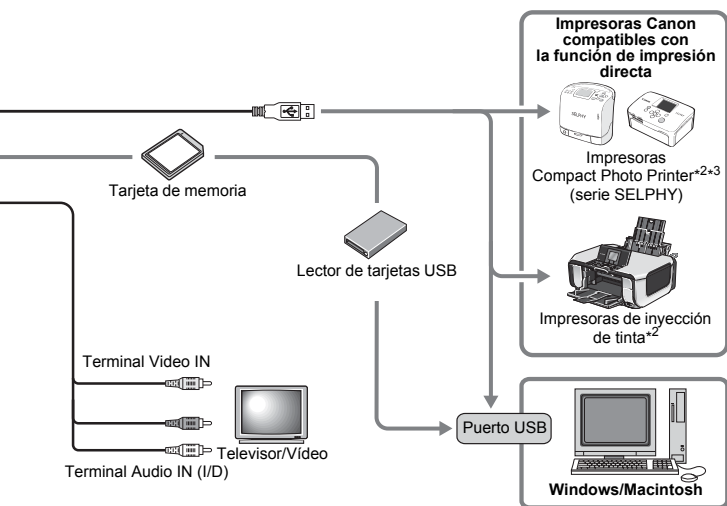 Impresoras Canon
compatibles con
la función de impresión
directa
SELPHY
Impresoras
Compact Photo Printer*2*3
(serie SELPHY)
Tarjeta de memoria
Lector de tarjetas USB
Impresoras de inyección
de tinta*2
Terminal Video IN
Televisor/Vídeo
Terminal Audio IN (I/D)
Puerto USB
Windows/Macintosh